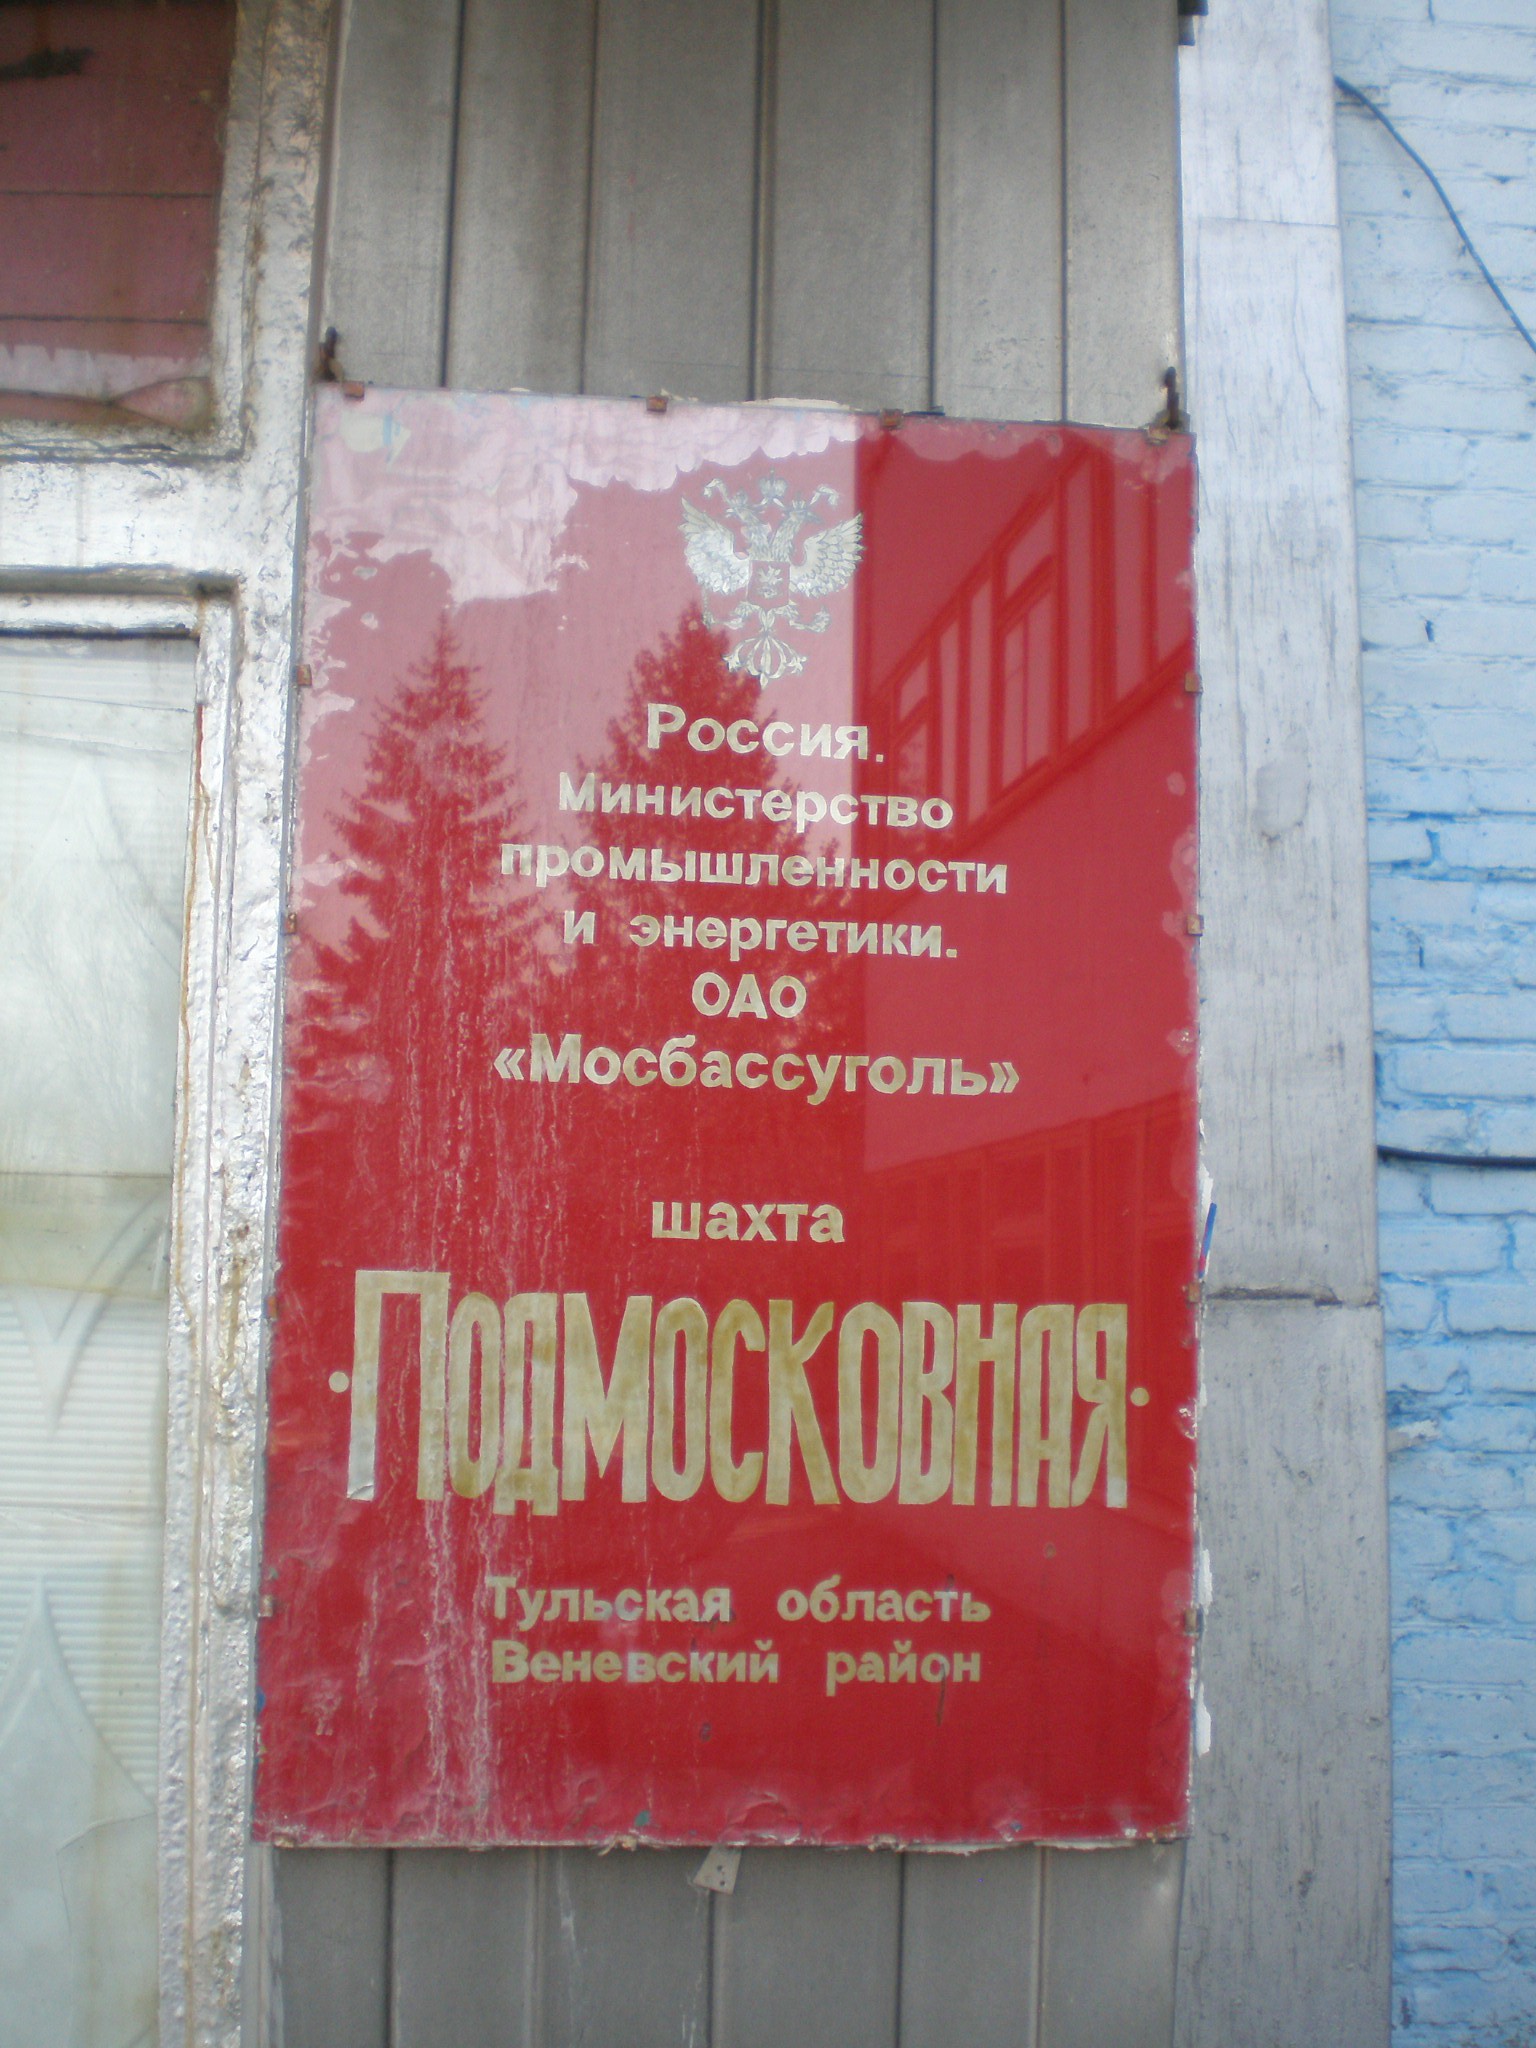 Россия.
Министерство
промышленности
и энергетики.
ОАО
«Мосбассуголь»
шахта
·Подмосковная·
Тульская область
Веневский район